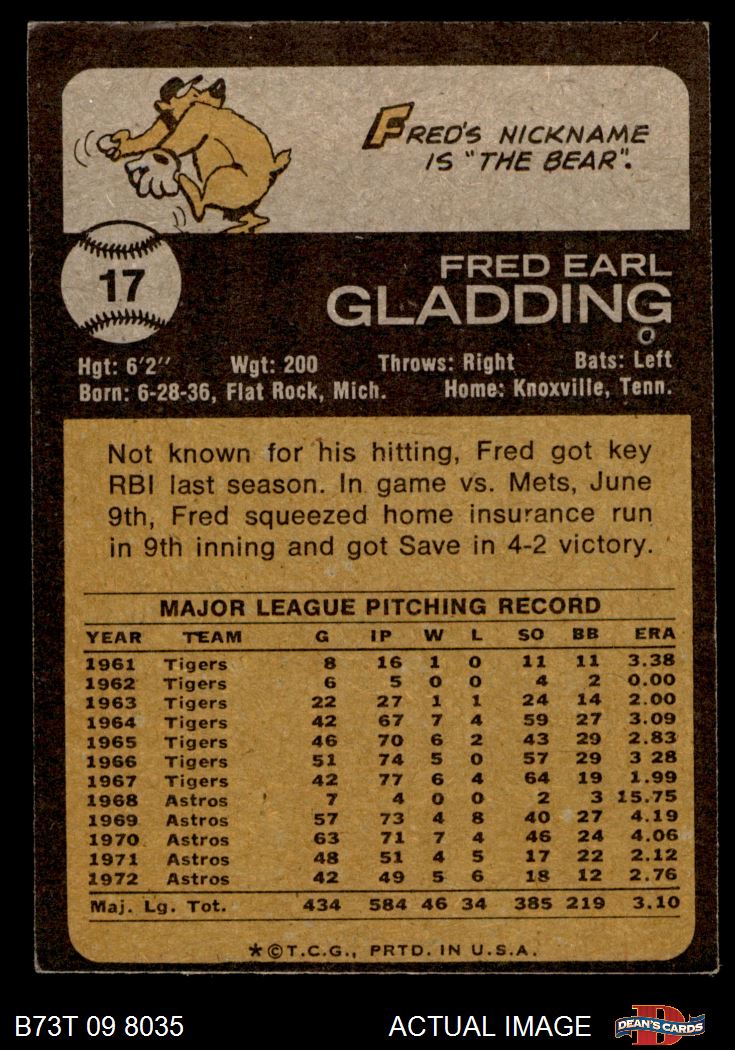 FRED'S NICKNAME
IS "THE BEAR".
17
FRED EARL
GLADDING
Hgt: 6'2" Wgt: 200 Throws: Right Bats: Left
Born: 6-28-36, Flat Rock, Mich. Home: Knoxville, Tenn.
Not known for his hitting, Fred got key
RBI last season. In game vs. Mets, June
9th, Fred squeezed home insurance run
in 9th inning and got Save in 4-2 victory.
MAJOR LEAGUE PITCHING RECORD
YEAR TEAM G IP W L SO BB ERA
1961 Tigers 8 16 1 0 11 11 3.38
1962 Tigers 6 5 0 0 4 2 0.00
1963 Tigers 22 27 1 1 24 14 2.00
1964 Tigers 42 67 7 4 59 27 3.09
1965 Tigers 46 70 6 2 43 29 2.83
1966 Tigers 51 74 5 0 57 29 3 28
1967 Tigers 42 77 6 4 64 19 1.99
1968 Astros 7 4 0 0 2 3 15.75
1969 Astros 57 73 4 8 40 27 4.19
1970 Astros 63 71 7 4 46 24 4.06
1971 Astros 48 51 4 5 17 22 2.12
1972 Astros 42 49 5 6 18 12 2.76
Maj. Lg. Tot. 434 584 46 34 385 219 3.10
*©T.C.G., PRTD. IN U.S.A.
B73T 09 8035 ACTUAL IMAGE D DEAN'S CARDS